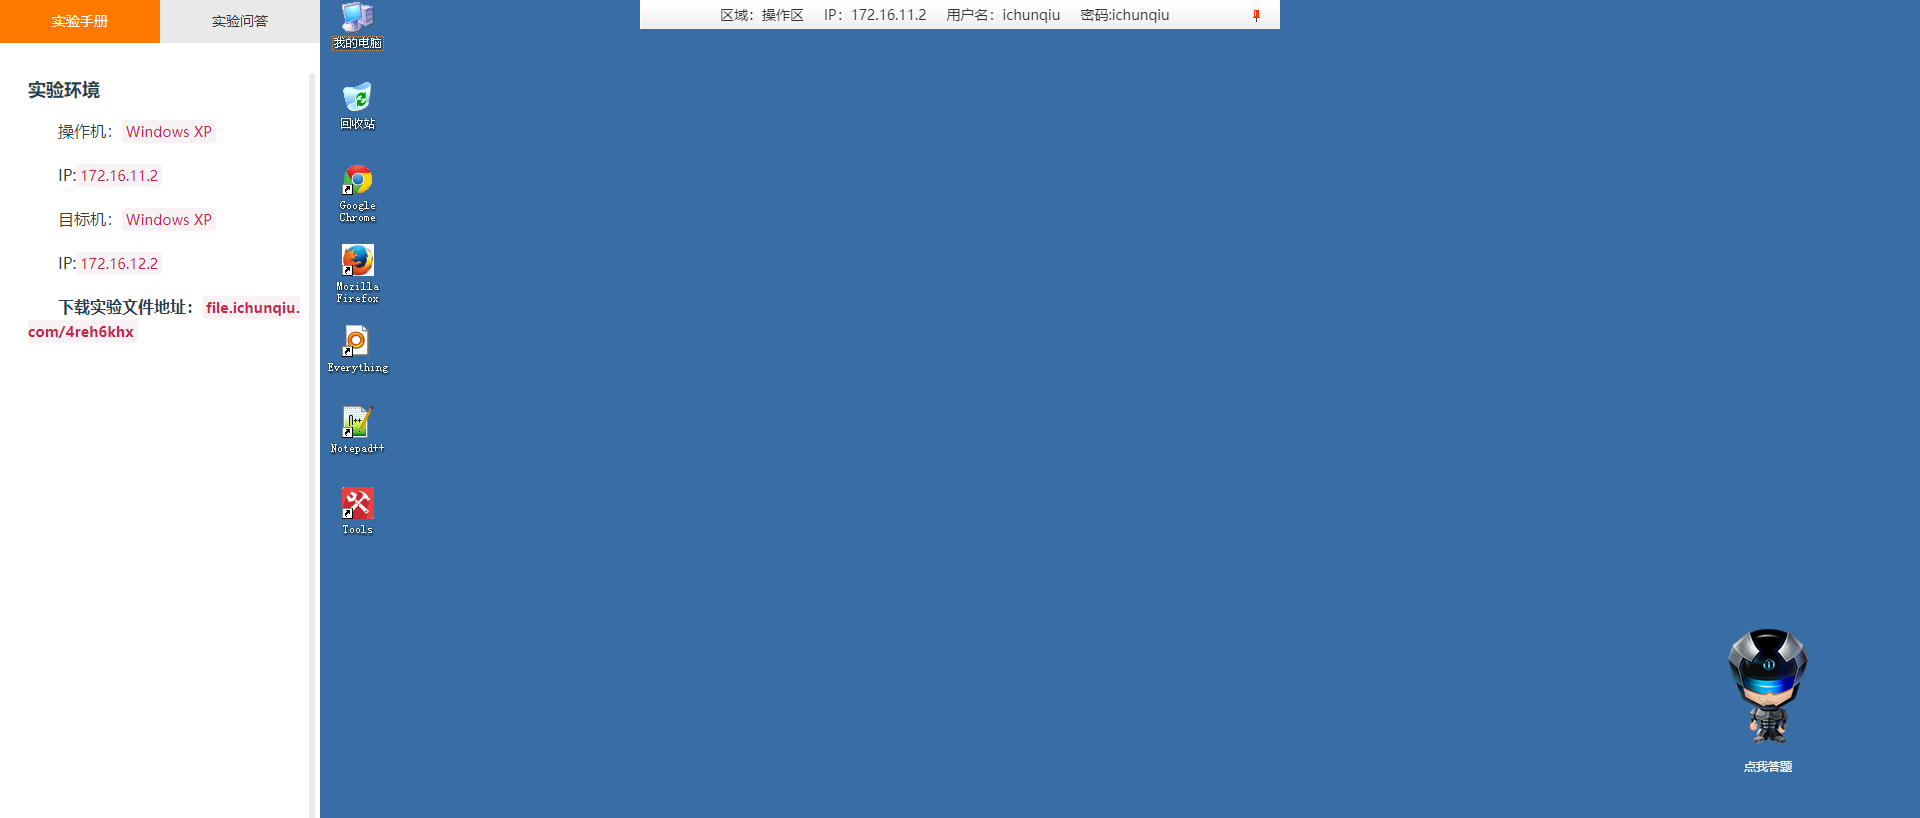 实验手册
实验问答
实验环境
操作机： Windows XP
IP: 172.16.11.2
目标机： Windows XP
IP: 172.16.12.2
下载实验文件地址： file.ichunqiu.
com/4reh6khx
区域：操作区 IP：172.16.11.2 用户名：ichunqiu 密码:ichunqiu
我的电脑
回收站
Google
Chrome
Mozilla
Firefox
Everything
Notepad++
Tools
点我答题